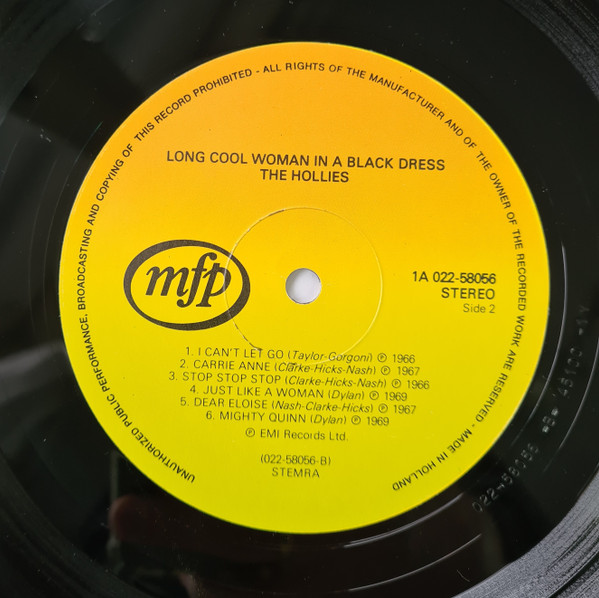 UNAUTHORIZED PUBLIC PERFORMANCE, BROADCASTING AND COPYING OF THIS RECORD PROHIBITED - ALL RIGHTS OF THE MANUFACTURER AND OF THE OWNER OF THE RECORDED WORK ARE RESERVED - MADE IN HOLLAND
LONG COOL WOMAN IN A BLACK DRESS
THE HOLLIES
mfp
1A 022-58056
STEREO
Side 2
1. I CAN'T LET GO (Taylor-Gorgoni) ℗ 1966
2. CARRIE ANNE (Clarke-Hicks-Nash) ℗ 1967
3. STOP STOP STOP (Clarke-Hicks-Nash) ℗ 1966
4. JUST LIKE A WOMAN (Dylan) ℗ 1969
5. DEAR ELOISE (Nash-Clarke-Hicks) ℗ 1967
6. MIGHTY QUINN (Dylan) ℗ 1969
℗ EMI Records Ltd.
(022-58056-B)
STEMRA
022-58056